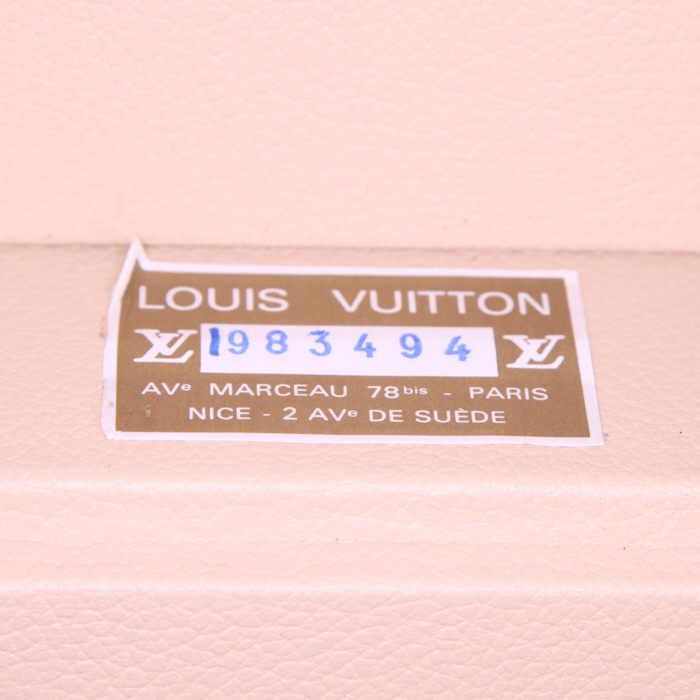 LOUIS VUITTON
LV 1983494 LV
AVe MARCEAU 78bis - PARIS
NICE - 2 AVe DE SUÈDE